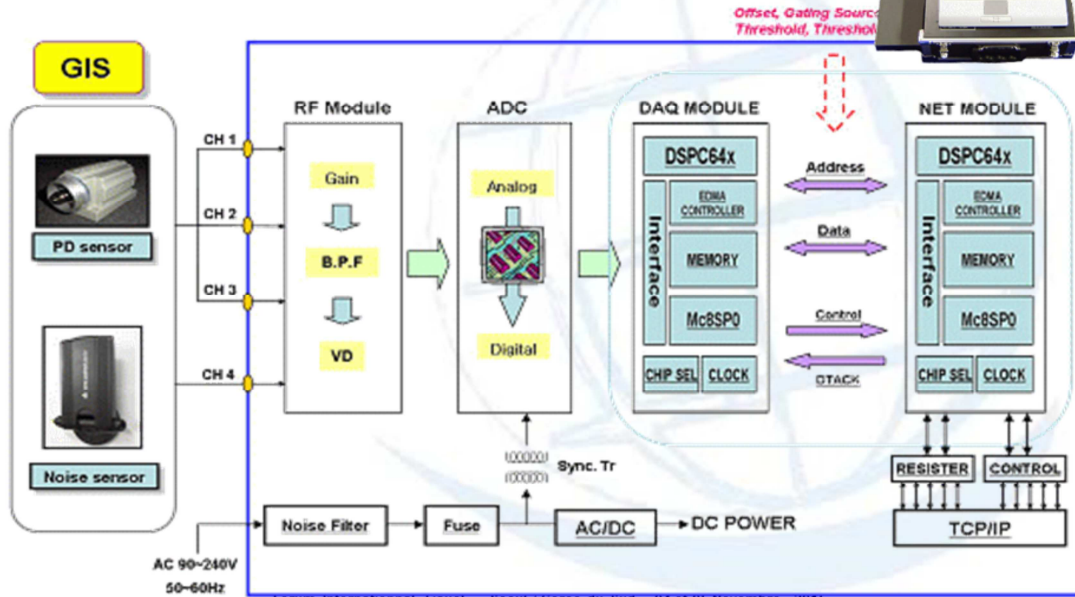 Offset, Gating Source
Threshold, Threshold
GIS
RF Module
ADC
DAQ MODULE
NET MODULE
CH 1
CH 2
CH 3
CH 4
PD sensor
Noise sensor
Gain
B.P.F
VD
Analog
Digital
DSPC64x
Interface
EDMA
CONTROLLER
MEMORY
Mc8SP0
CHIP SEL
CLOCK
Address
Data
Control
DTACK
DSPC64x
Interface
EDMA
CONTROLLER
MEMORY
Mc8SP0
CHIP SEL
CLOCK
Sync. Tr
RESISTER
CONTROL
TCP/IP
Noise Filter
Fuse
AC/DC
DC POWER
AC 90~240V
50~60Hz